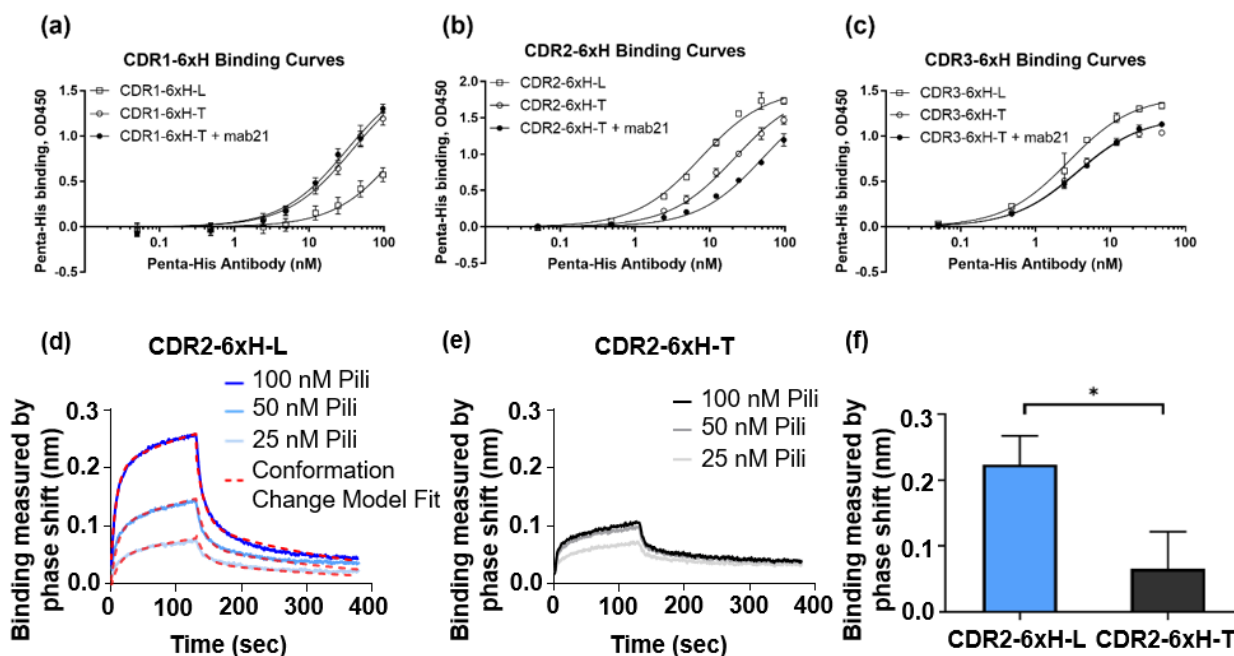 (a)
CDR1-6xH Binding Curves
CDR1-6xH-L
CDR1-6xH-T
CDR1-6xH-T + mab21
Penta-His binding, OD450
1.5
1.0
0.5
0.0
-0.5
0.1 1 10 100
Penta-His Antibody (nM)
(b)
CDR2-6xH Binding Curves
CDR2-6xH-L
CDR2-6xH-T
CDR2-6xH-T + mab21
Penta-His binding, OD450
2.0
1.5
1.0
0.5
0.0
-0.5
0.1 1 10 100
Penta-His Antibody (nM)
(c)
CDR3-6xH Binding Curves
CDR3-6xH-L
CDR3-6xH-T
CDR3-6xH-T + mab21
Penta-His binding, OD450
1.5
1.0
0.5
0.0
-0.5
0.1 1 10 100
Penta-His Antibody (nM)
(d)
CDR2-6xH-L
100 nM Pili
50 nM Pili
25 nM Pili
Conformation
Change Model Fit
Binding measured by
phase shift (nm)
0.3
0.2
0.1
0.0
0 100 200 300 400
Time (sec)
(e)
CDR2-6xH-T
100 nM Pili
50 nM Pili
25 nM Pili
Binding measured by
phase shift (nm)
0.3
0.2
0.1
0.0
0 100 200 300 400
Time (sec)
(f)
*
Binding measured by
phase shift (nm)
0.3
0.2
0.1
0.0
CDR2-6xH-L CDR2-6xH-T